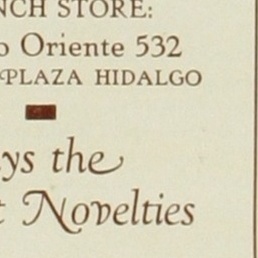 NCH STORE:
o Oriente 532
PLAZA HIDALGO
ys the
t Novelties